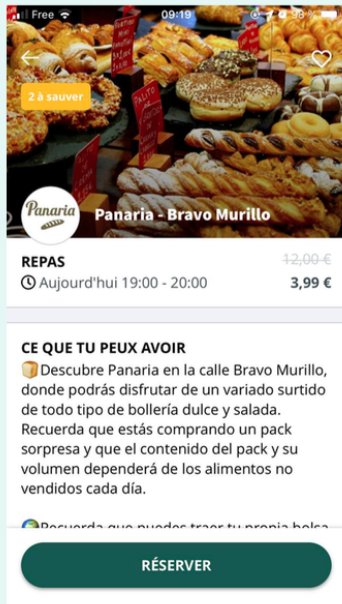 Free 09:19 98 %
2 à sauver
Panaria
Panaria - Bravo Murillo
REPAS 12,00 €
Aujourd'hui 19:00 - 20:00 3,99 €
CE QUE TU PEUX AVOIR
Descubre Panaria en la calle Bravo Murillo,
donde podrás disfrutar de un variado surtido
de todo tipo de bollería dulce y salada.
Recuerda que estás comprando un pack
sorpresa y que el contenido del pack y su
volumen dependerá de los alimentos no
vendidos cada día.
Recuerda que puedes traer tu propia bolsa
RÉSERVER